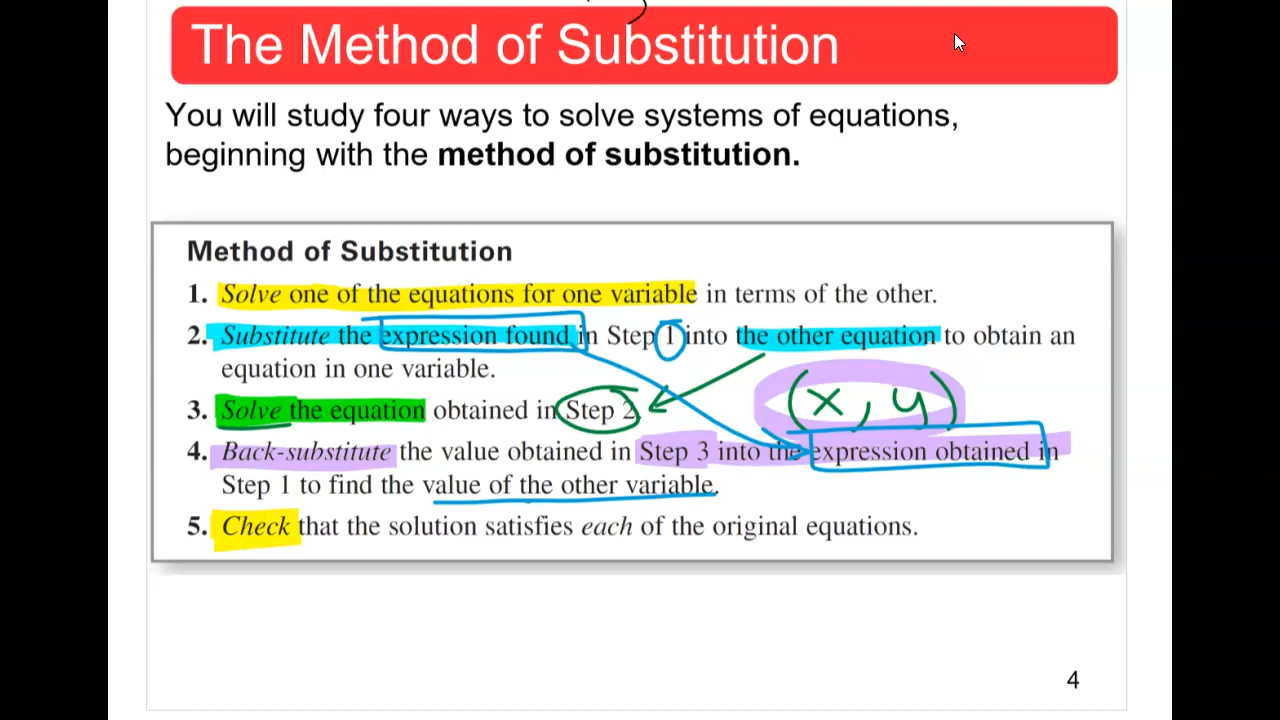 The Method of Substitution
You will study four ways to solve systems of equations,
beginning with the method of substitution.
Method of Substitution
1. Solve one of the equations for one variable in terms of the other.
2. Substitute the expression found in Step 1 into the other equation to obtain an
equation in one variable.
3. Solve the equation obtained in Step 2.
(x, y)
4. Back-substitute the value obtained in Step 3 into the expression obtained in
Step 1 to find the value of the other variable.
5. Check that the solution satisfies each of the original equations.
4